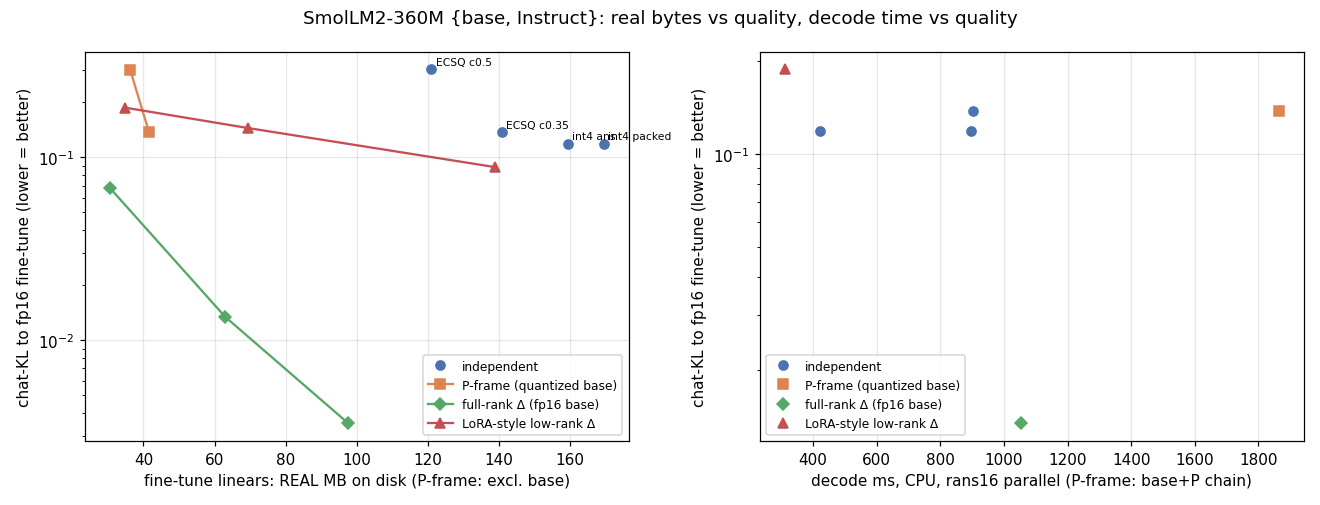 SmolLM2-360M {base, Instruct}: real bytes vs quality, decode time vs quality
chat-KL to fp16 fine-tune (lower = better)
10⁻¹
10⁻²
ECSQ c0.5
ECSQ c0.35
int4 ans
int4 packed
independent
P-frame (quantized base)
full-rank Δ (fp16 base)
LoRA-style low-rank Δ
40 60 80 100 120 140 160
fine-tune linears: REAL MB on disk (P-frame: excl. base)
chat-KL to fp16 fine-tune (lower = better)
10⁻¹
independent
P-frame (quantized base)
full-rank Δ (fp16 base)
LoRA-style low-rank Δ
400 600 800 1000 1200 1400 1600 1800
decode ms, CPU, rans16 parallel (P-frame: base+P chain)